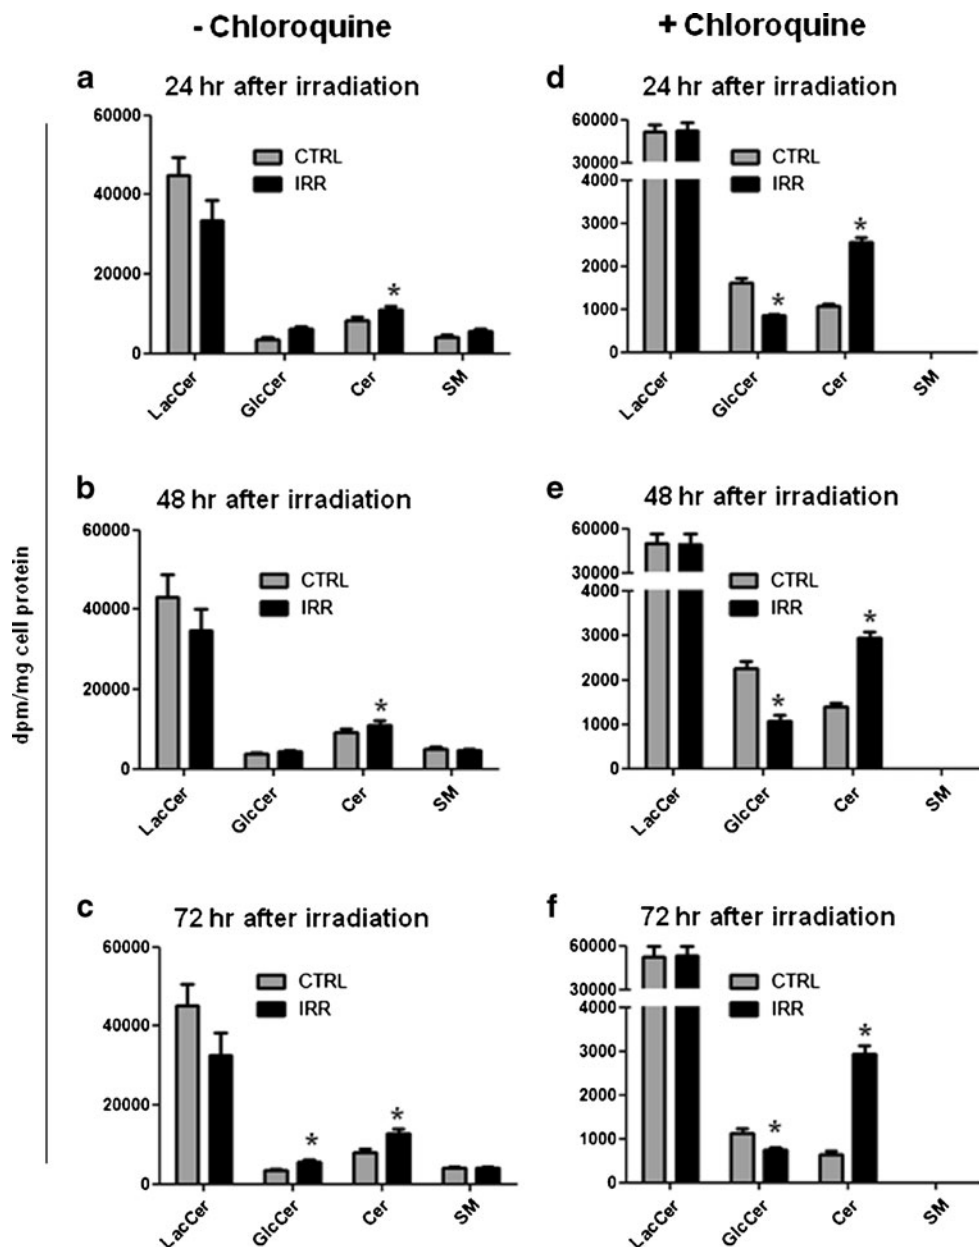 - Chloroquine
+ Chloroquine
dpm/mg cell protein
a
24 hr after irradiation
60000
40000
20000
0
CTRL
IRR
*
LacCer
GlcCer
Cer
SM
d
24 hr after irradiation
60000
30000
4000
3000
2000
1000
0
CTRL
IRR
*
*
LacCer
GlcCer
Cer
SM
b
48 hr after irradiation
60000
40000
20000
0
CTRL
IRR
*
LacCer
GlcCer
Cer
SM
e
48 hr after irradiation
60000
30000
4000
3000
2000
1000
0
CTRL
IRR
*
*
LacCer
GlcCer
Cer
SM
c
72 hr after irradiation
60000
40000
20000
0
CTRL
IRR
*
*
LacCer
GlcCer
Cer
SM
f
72 hr after irradiation
60000
30000
4000
3000
2000
1000
0
CTRL
IRR
*
*
LacCer
GlcCer
Cer
SM